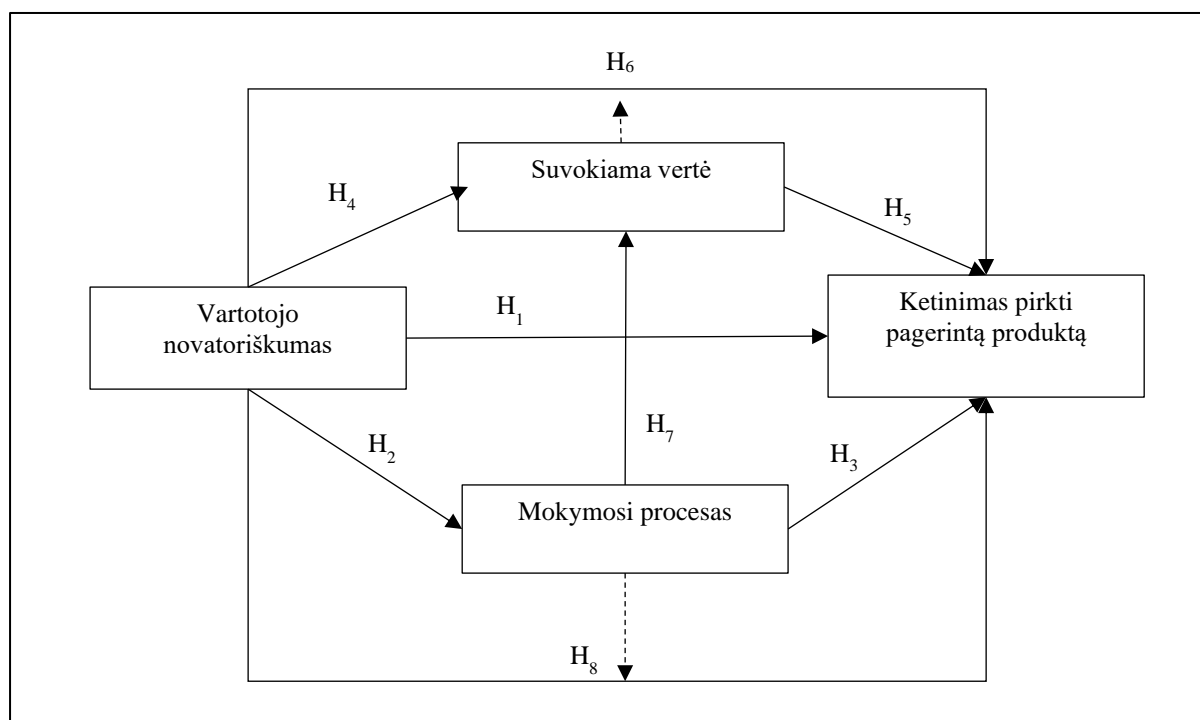 H₆
Suvokiama vertė
H₄
H₅
Vartotojo
novatoriškumas
H₁
Ketinimas pirkti
pagerintą produktą
H₇
H₂
H₃
Mokymosi procesas
H₈